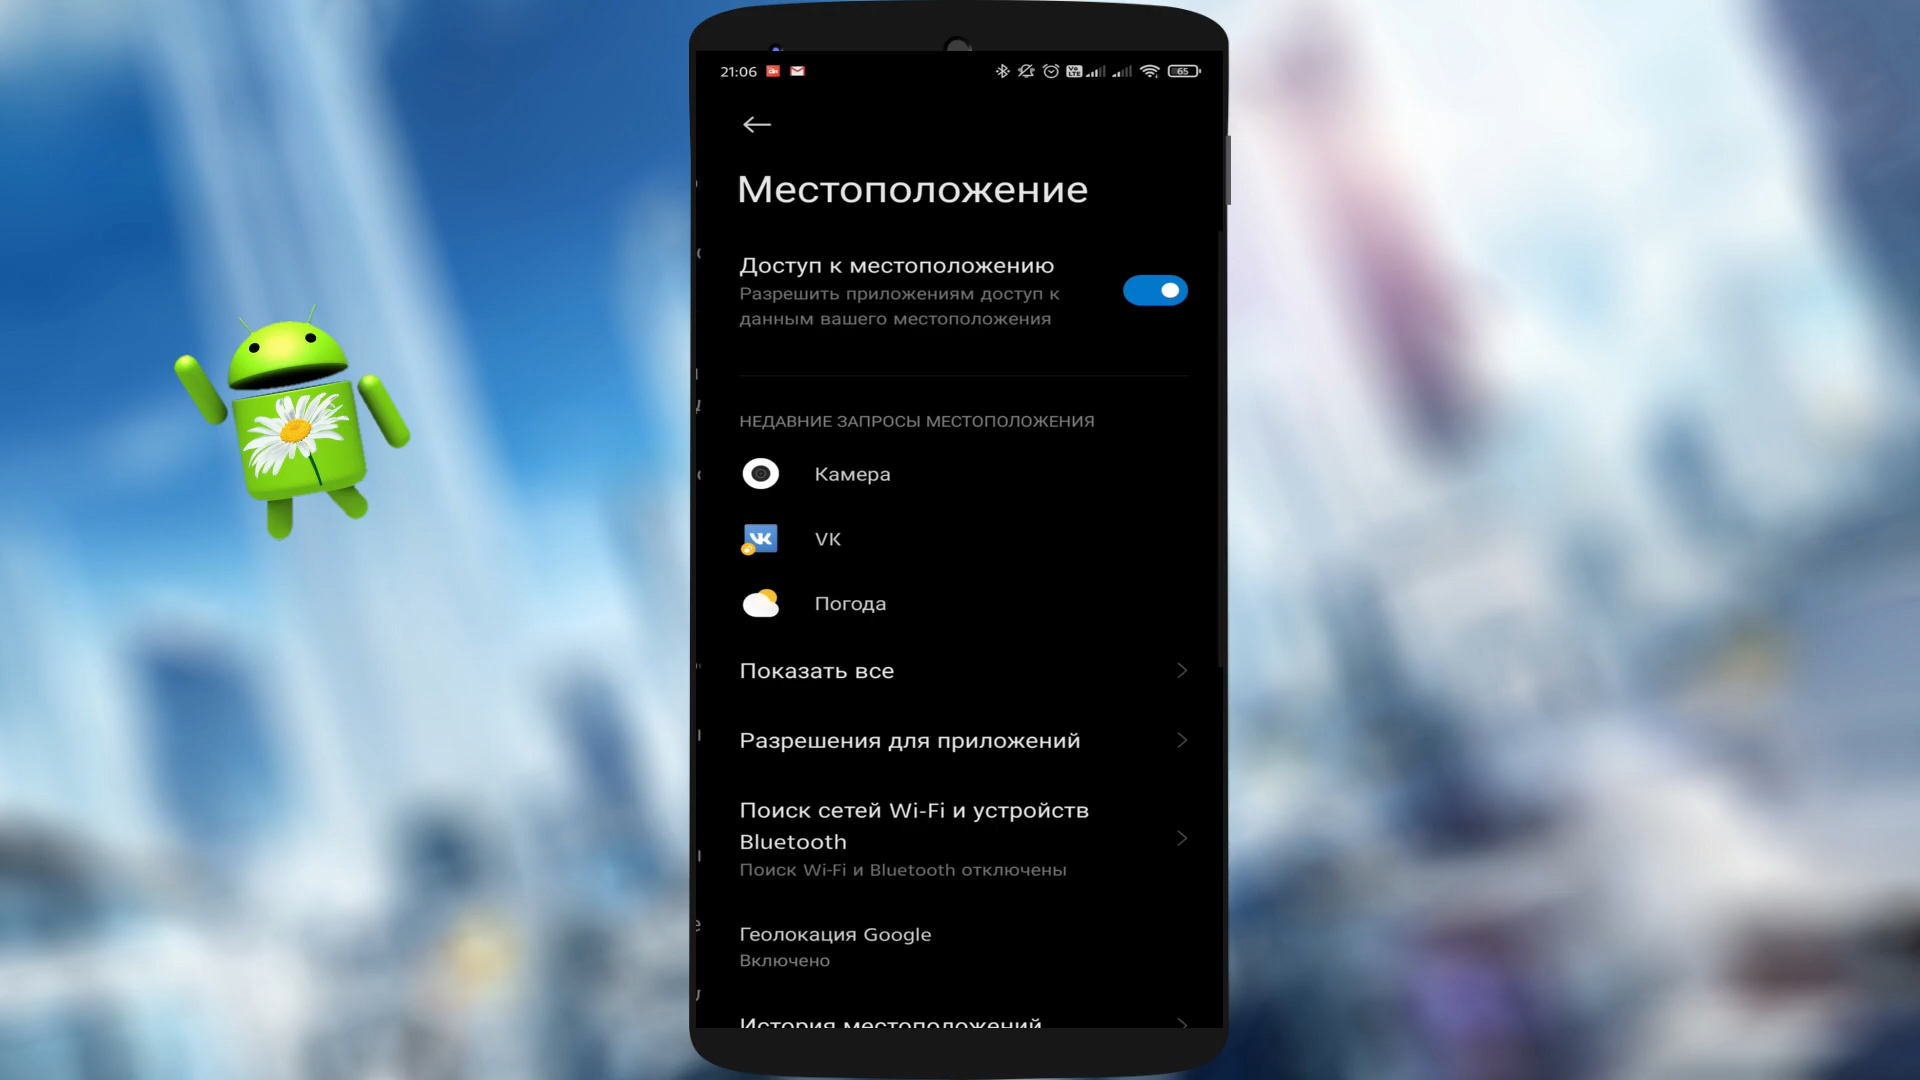 21:06
65
Местоположение
Доступ к местоположению
Разрешить приложениям доступ к
данным вашего местоположения
НЕДАВНИЕ ЗАПРОСЫ МЕСТОПОЛОЖЕНИЯ
Камера
VK
Погода
Показать все
Разрешения для приложений
Поиск сетей Wi-Fi и устройств
Bluetooth
Поиск Wi-Fi и Bluetooth отключены
Геолокация Google
Включено
История местоположений